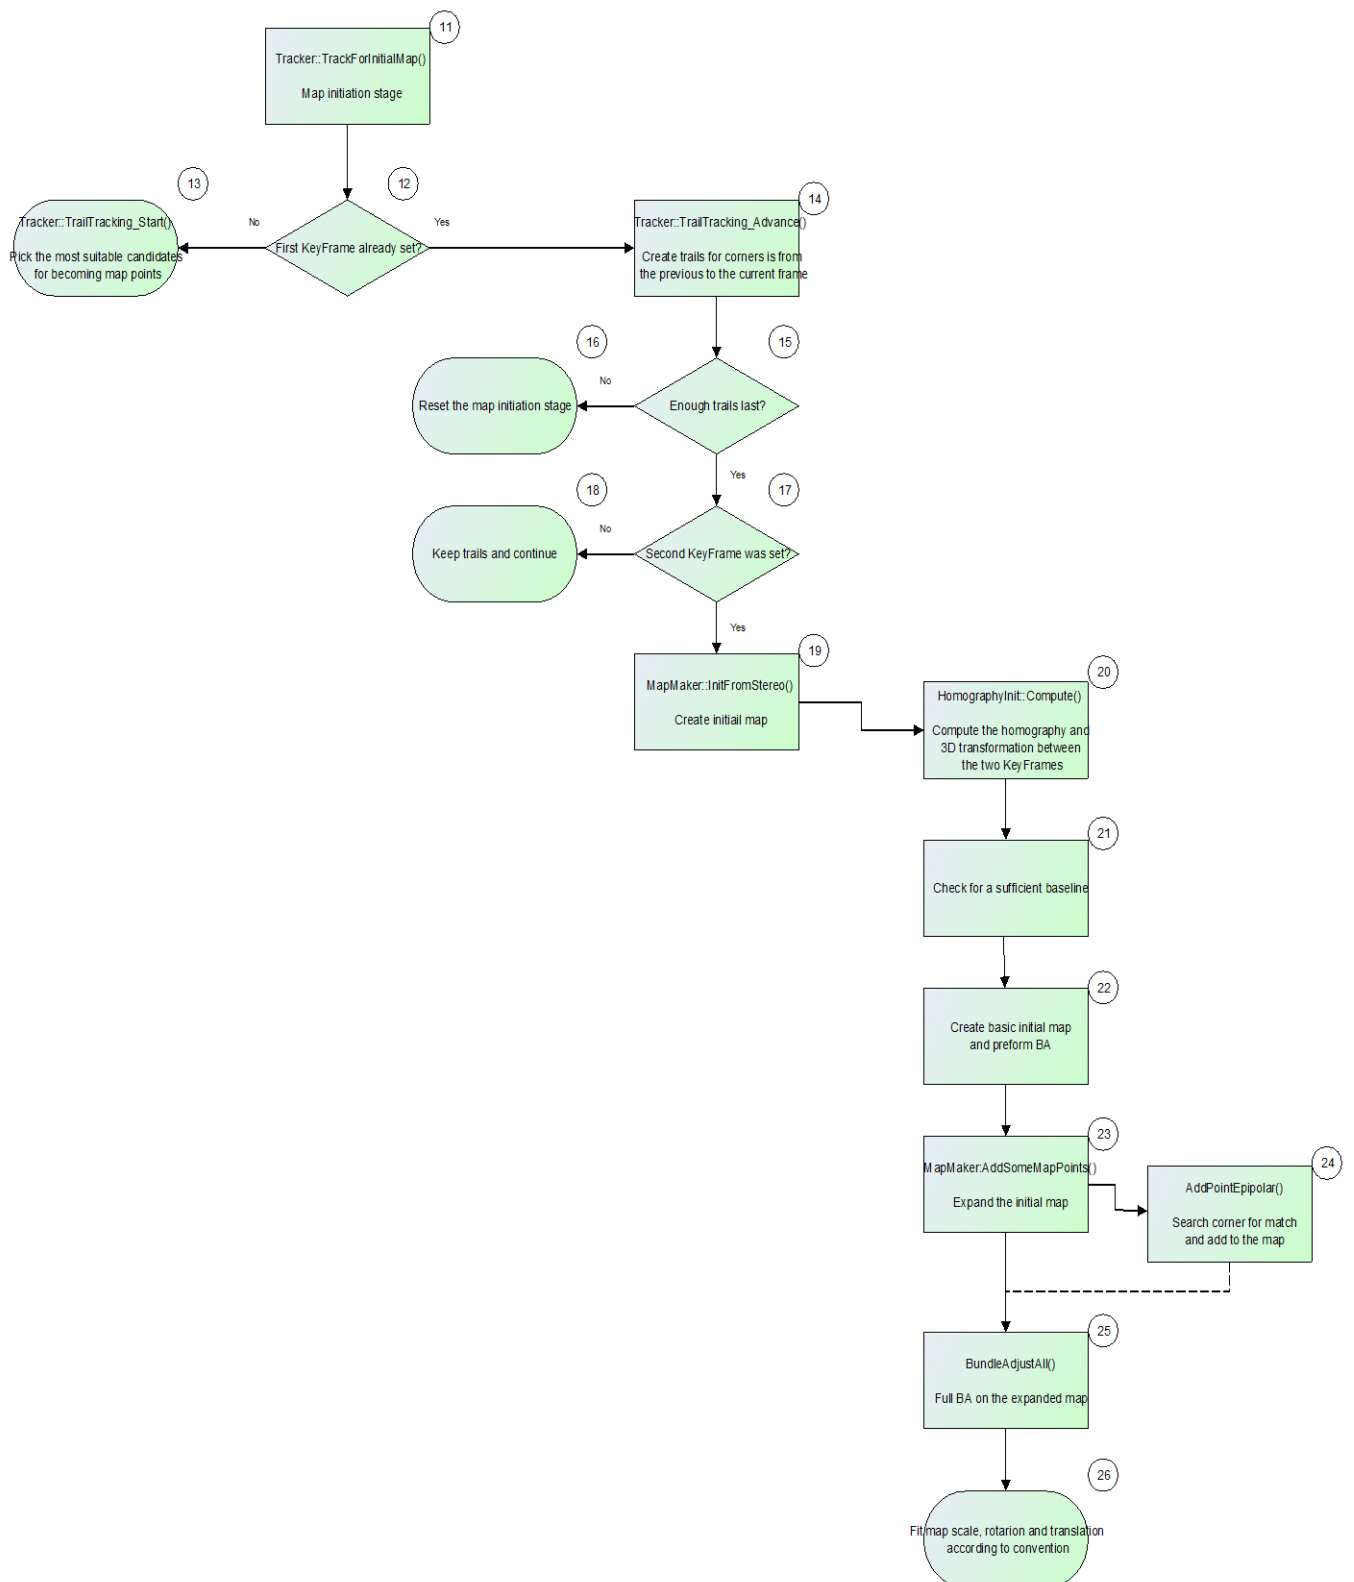 11
Tracker::TrackForInitialMap()
Map initiation stage
13
12
Tracker::TrailTracking_Start()
Pick the most suitable candidates
for becoming map points
No
First KeyFrame already set?
Yes
14
Tracker::TrailTracking_Advance()
Create trails for corners is from
the previous to the current frame
16
15
Reset the map initiation stage
No
Enough trails last?
Yes
18
17
Keep trails and continue
No
Second KeyFrame was set?
Yes
19
MapMaker::InitFromStereo()
Create initiail map
20
HomographyInit::Compute()
Compute the homography and
3D transformation between
the two KeyFrames
21
Check for a sufficient baseline
22
Create basic initial map
and preform BA
23
MapMaker:AddSomeMapPoints()
Expand the initial map
24
AddPointEpipolar()
Search corner for match
and add to the map
25
BundleAdjustAll()
Full BA on the expanded map
26
Fit map scale, rotarion and translation
according to convention